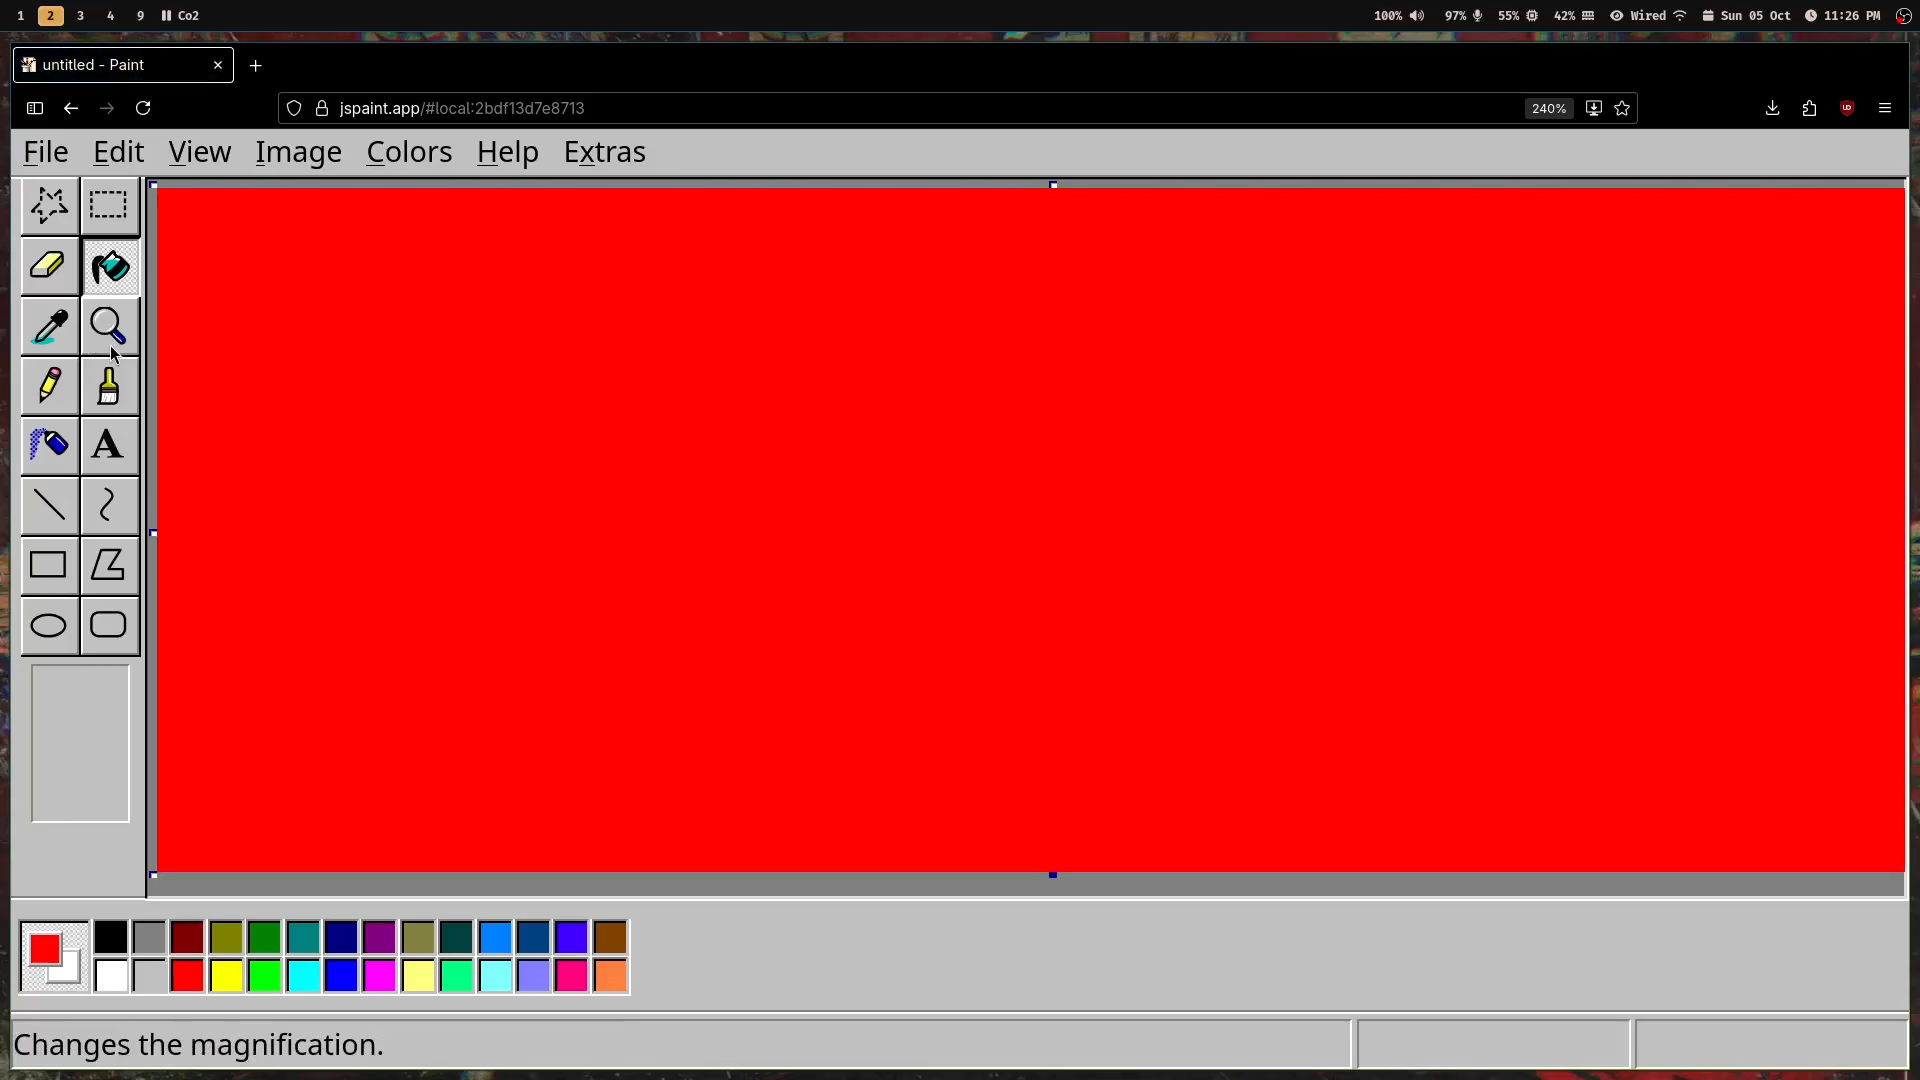 1 2 3 4 9 Co2 100% 97% 55% 42% Wired Sun 05 Oct 11:26 PM
untitled - Paint
jspaint.app/#local:2bdf13d7e8713 240%
File Edit View Image Colors Help Extras
A
Changes the magnification.